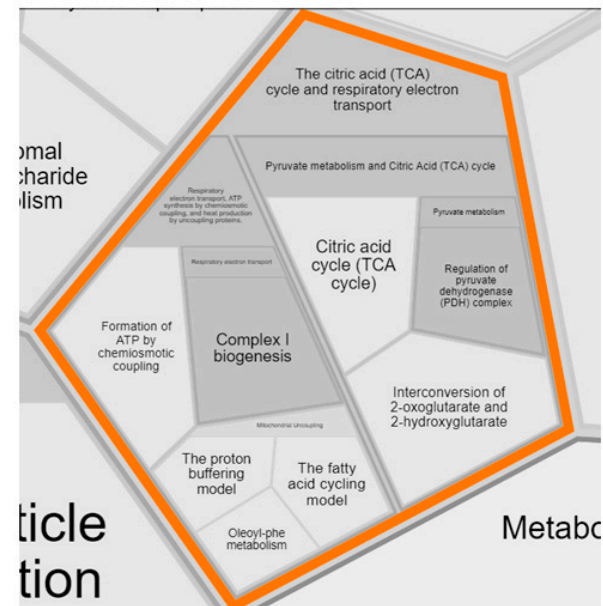 The citric acid (TCA)
cycle and respiratory electron
transport
omal
charide
olism
Pyruvate metabolism and Citric Acid (TCA) cycle
Respiratory
electron transport, ATP
synthesis by chemiosmotic
coupling, and heat production
by uncoupling proteins.
Pyruvate metabolism
Citric acid
cycle (TCA
cycle)
Respiratory electron transport
Regulation of
pyruvate
dehydrogenase
(PDH) complex
Formation of
ATP by
chemiosmotic
coupling
Complex I
biogenesis
Interconversion of
2-oxoglutarate and
2-hydroxyglutarate
Mitochondrial Uncoupling
The proton
buffering
model
The fatty
acid cycling
model
Oleoyl-phe
metabolism
ticle
tion
Metabo